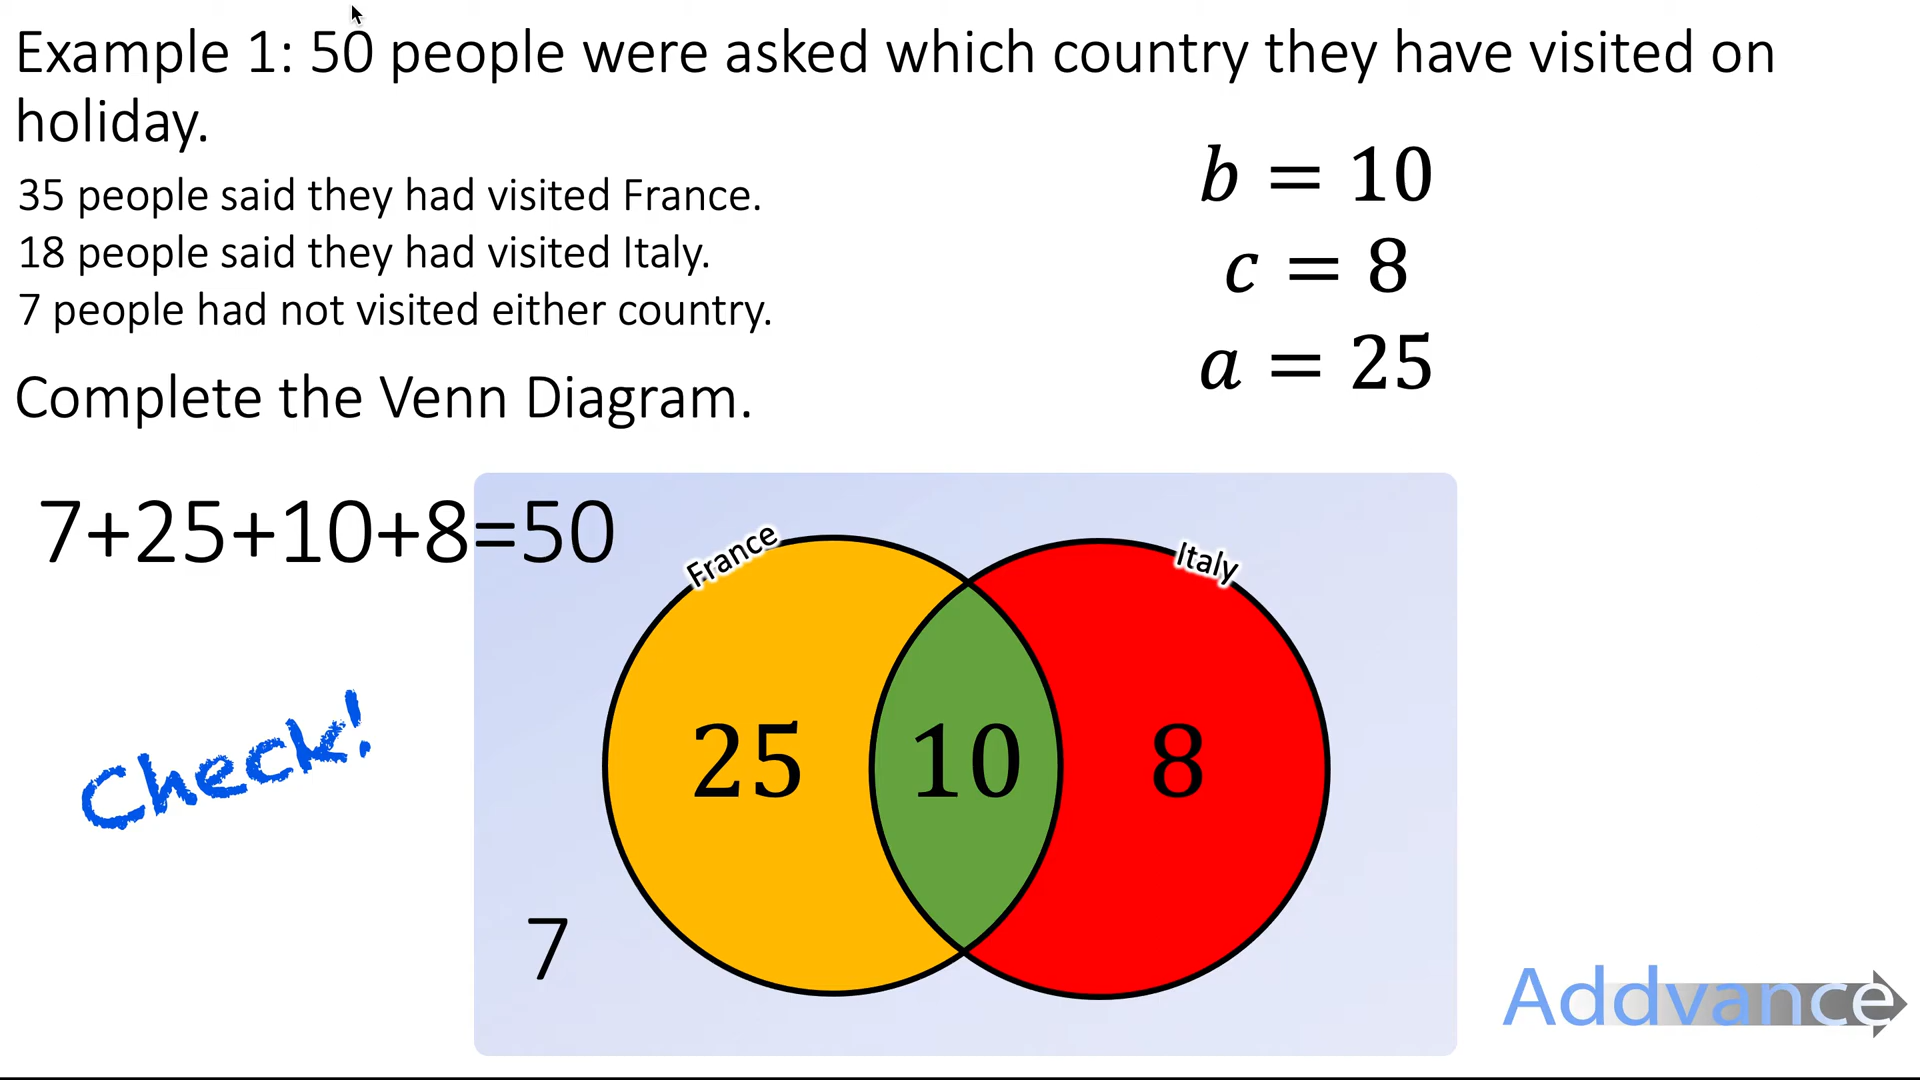 Example 1: 50 people were asked which country they have visited on
holiday.
35 people said they had visited France.
18 people said they had visited Italy.
7 people had not visited either country.
Complete the Venn Diagram.
b = 10
c = 8
a = 25
7+25+10+8=50
France
Italy
Check!
25
10
8
7
Addvance